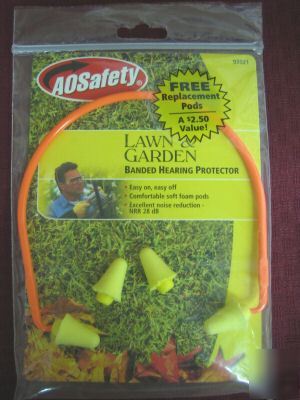 97021
AOSafety®
FREE
Replacement
Pods
A $2.50
Value!
LAWN &
GARDEN
BANDED HEARING PROTECTOR
• Easy on, easy off
• Comfortable soft foam pods
• Excellent noise reduction -
NRR 28 dB